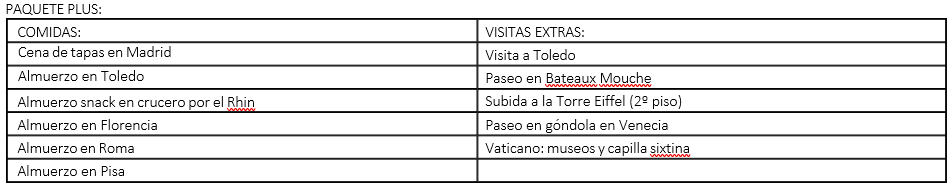 PAQUETE PLUS:
COMIDAS: VISITAS EXTRAS:
Cena de tapas en Madrid Visita a Toledo
Almuerzo en Toledo Paseo en Bateaux Mouche
Almuerzo snack en crucero por el Rhin Subida a la Torre Eiffel (2º piso)
Almuerzo en Florencia Paseo en góndola en Venecia
Almuerzo en Roma Vaticano: museos y capilla sixtina
Almuerzo en Pisa